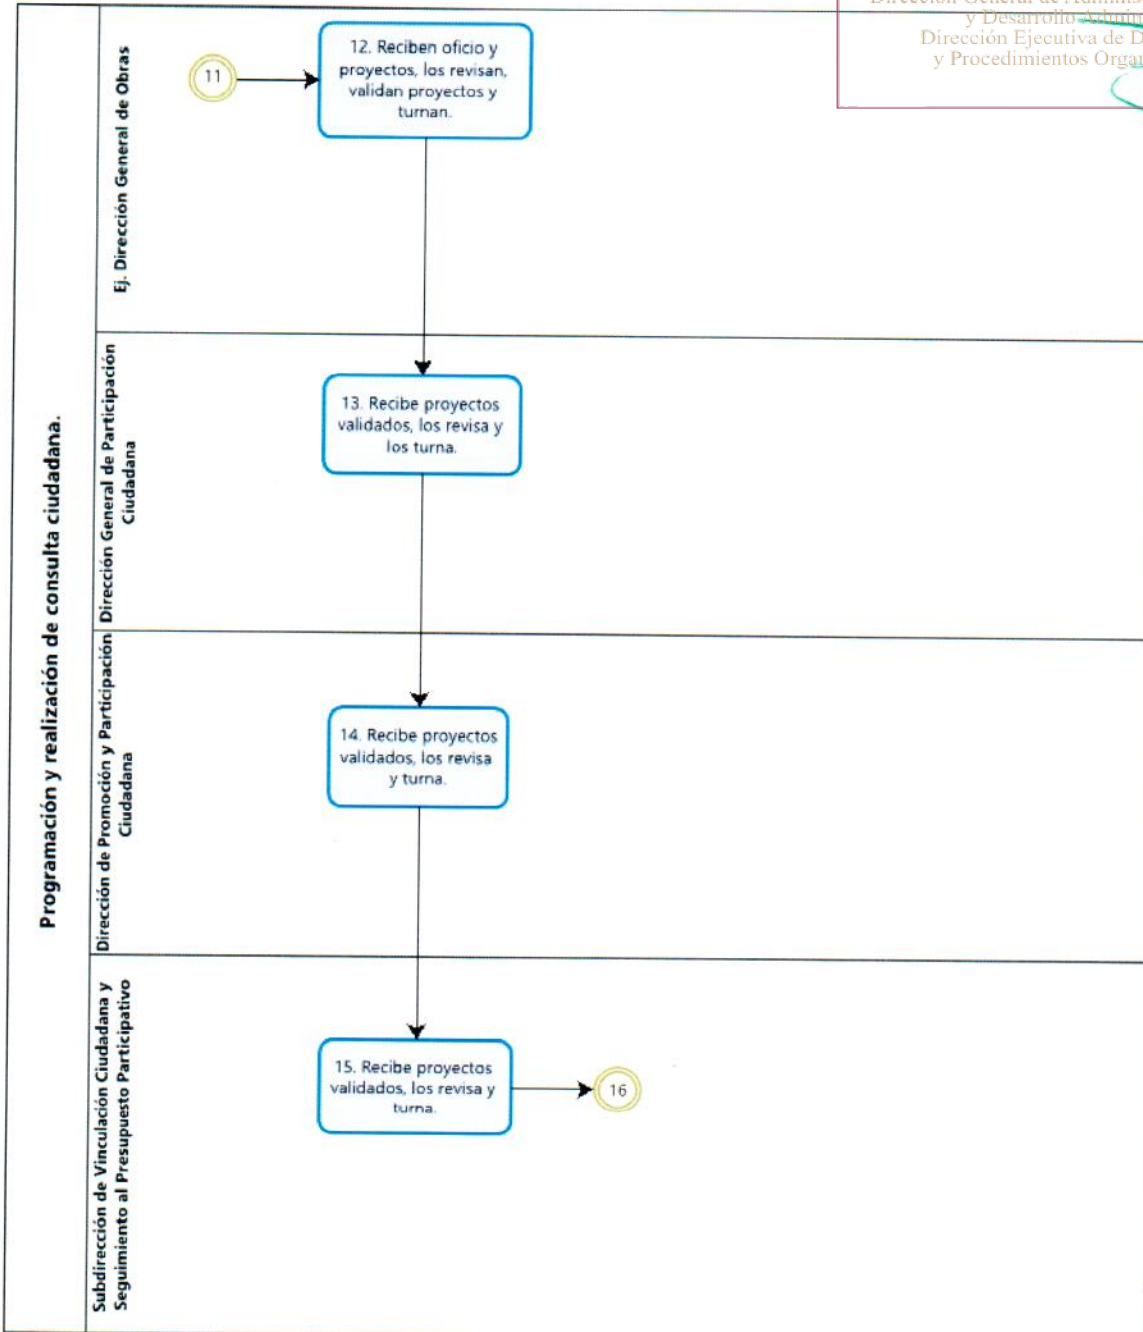 Dirección General de
y Desarrollo
Dirección Ejecutiva de
y Procedimientos
Programación y realización de consulta ciudadana.
Ej. Dirección General de Obras
11
12. Reciben oficio y
proyectos, los revisan,
validan proyectos y
turnan.
Dirección General de Participación
Ciudadana
13. Recibe proyectos
validados, los revisa y
los turna.
Dirección de Promoción y Participación
Ciudadana
14. Recibe proyectos
validados, los revisa
y turna.
Subdirección de Vinculación Ciudadana y
Seguimiento al Presupuesto Participativo
15. Recibe proyectos
validados, los revisa y
turna.
16